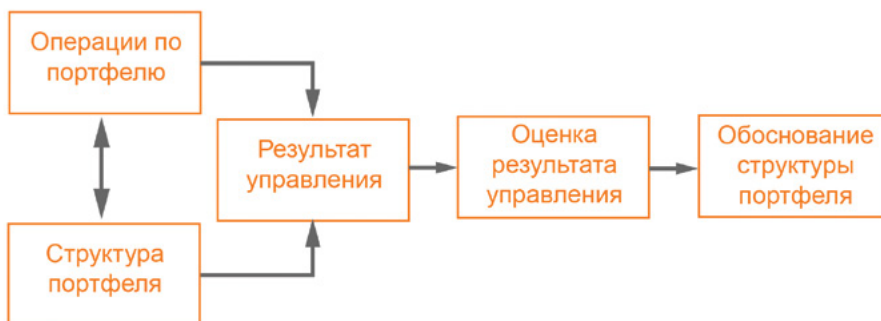 Операции по
портфелю
Структура
портфеля
Результат
управления
Оценка
результата
управления
Обоснование
структуры
портфеля